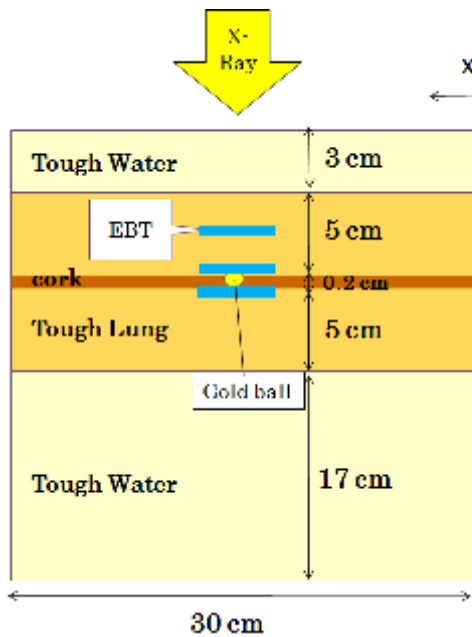 X-
Ray
X
Tough Water
3 cm
EBT
5 cm
cork
0.2 cm
Tough Lung
5 cm
Gold ball
Tough Water
17 cm
30 cm